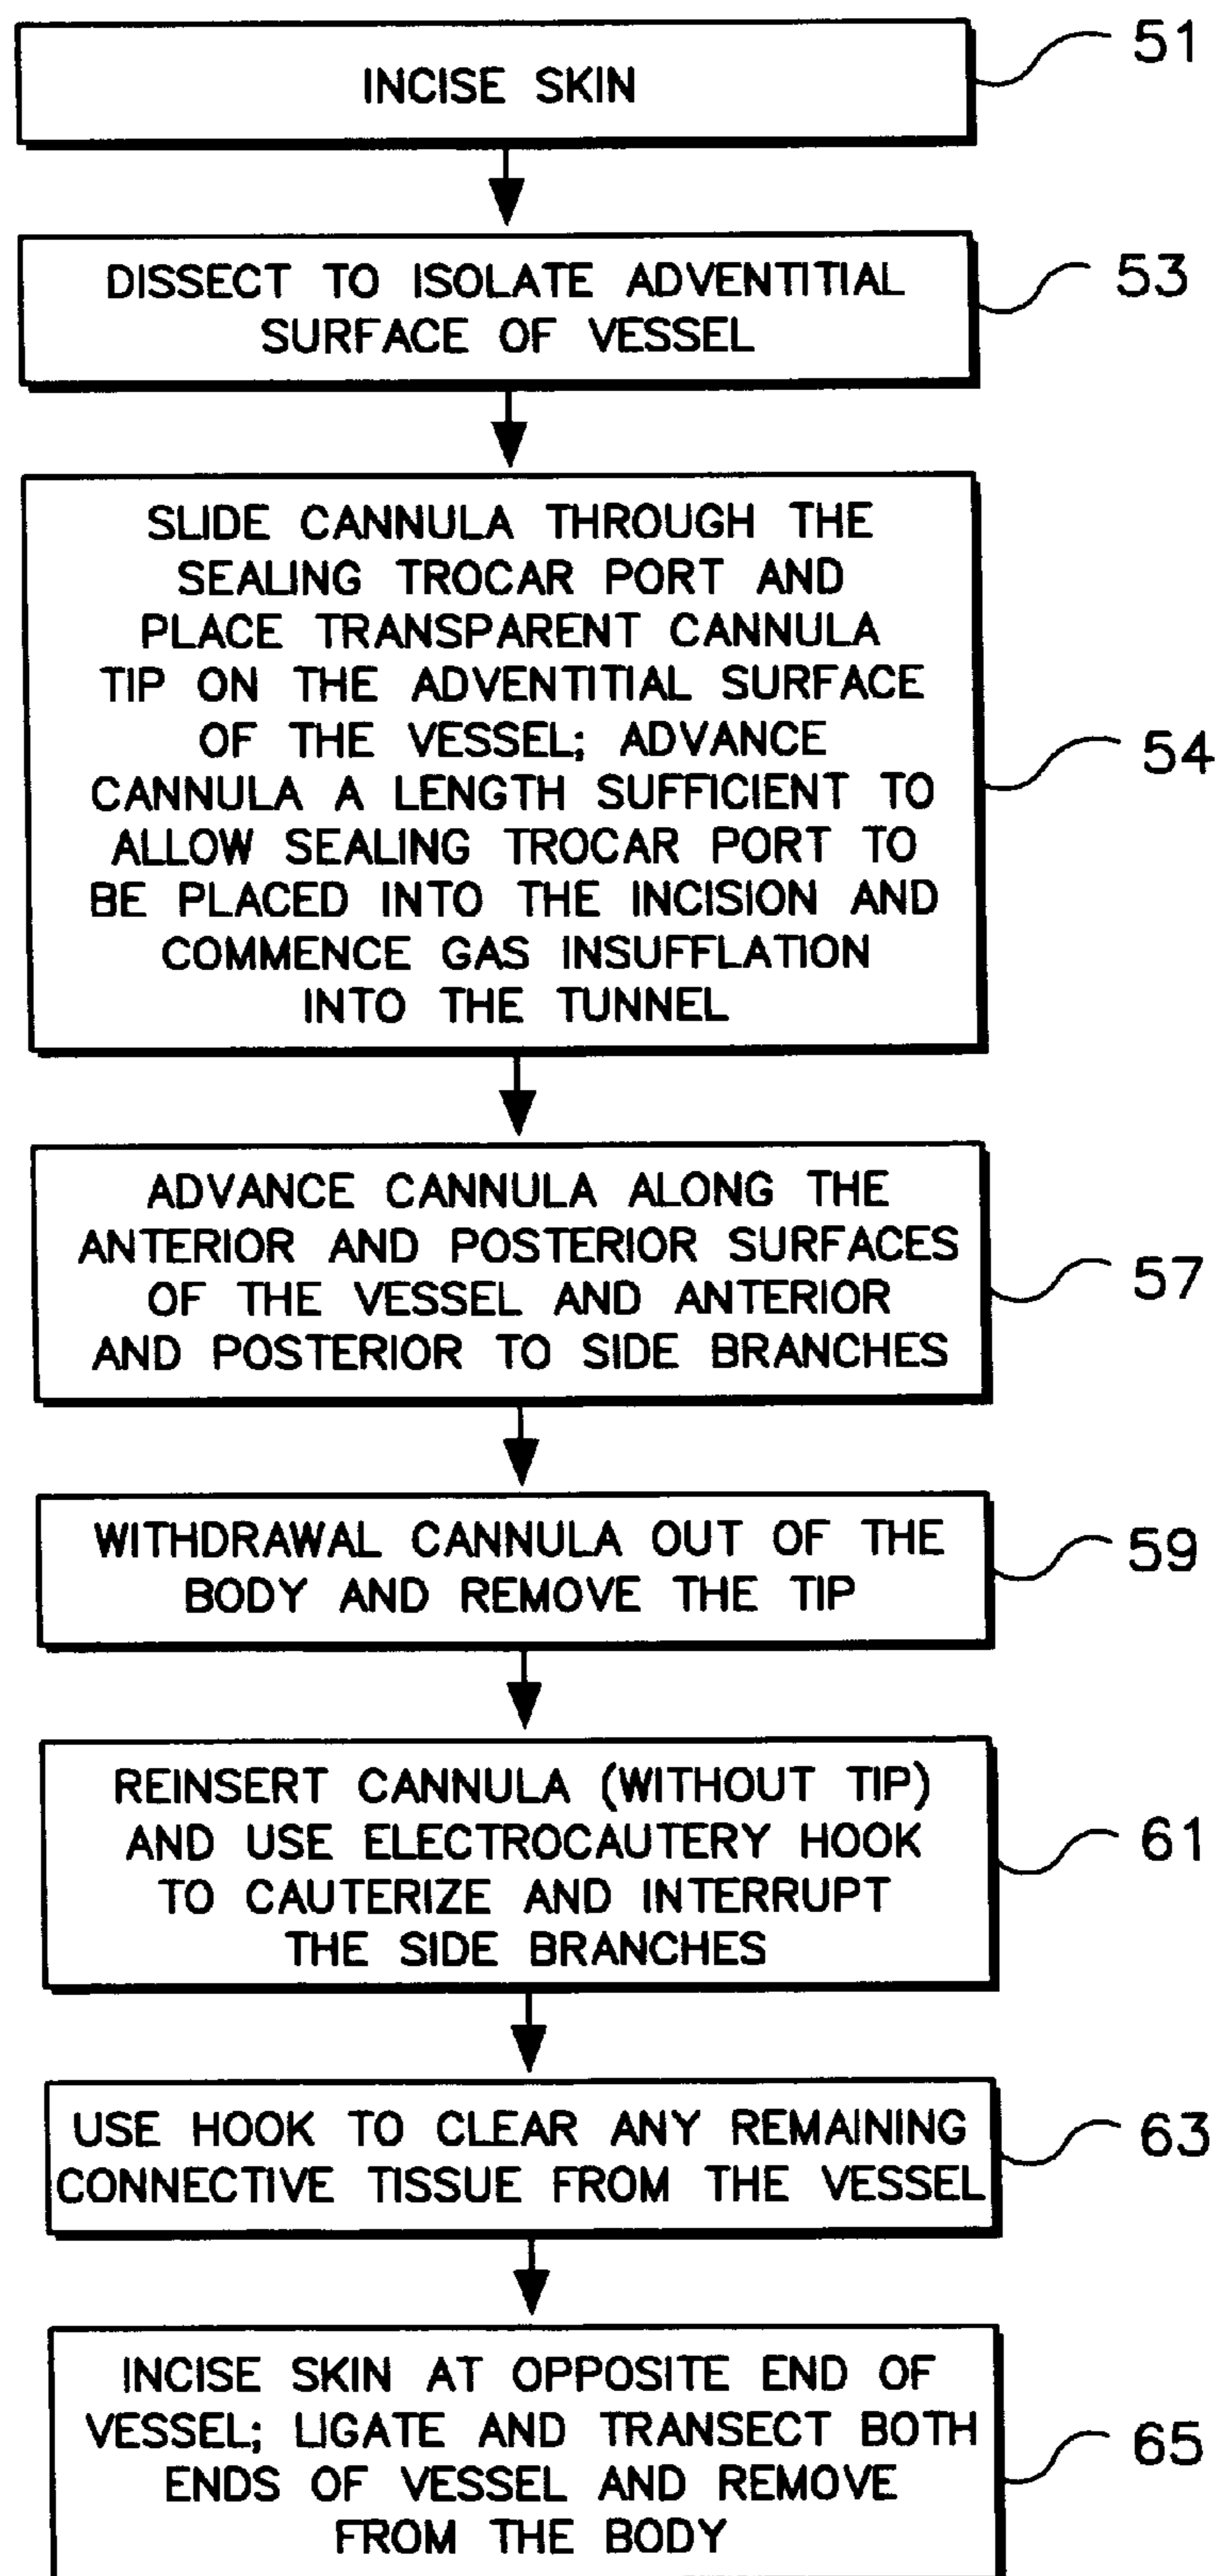 INCISE SKIN
51
DISSECT TO ISOLATE ADVENTITIAL
SURFACE OF VESSEL
53
SLIDE CANNULA THROUGH THE
SEALING TROCAR PORT AND
PLACE TRANSPARENT CANNULA
TIP ON THE ADVENTITIAL SURFACE
OF THE VESSEL; ADVANCE
CANNULA A LENGTH SUFFICIENT TO
ALLOW SEALING TROCAR PORT TO
BE PLACED INTO THE INCISION AND
COMMENCE GAS INSUFFLATION
INTO THE TUNNEL
54
ADVANCE CANNULA ALONG THE
ANTERIOR AND POSTERIOR SURFACES
OF THE VESSEL AND ANTERIOR
AND POSTERIOR TO SIDE BRANCHES
57
WITHDRAWAL CANNULA OUT OF THE
BODY AND REMOVE THE TIP
59
REINSERT CANNULA (WITHOUT TIP)
AND USE ELECTROCAUTERY HOOK
TO CAUTERIZE AND INTERRUPT
THE SIDE BRANCHES
61
USE HOOK TO CLEAR ANY REMAINING
CONNECTIVE TISSUE FROM THE VESSEL
63
INCISE SKIN AT OPPOSITE END OF
VESSEL; LIGATE AND TRANSECT BOTH
ENDS OF VESSEL AND REMOVE
FROM THE BODY
65